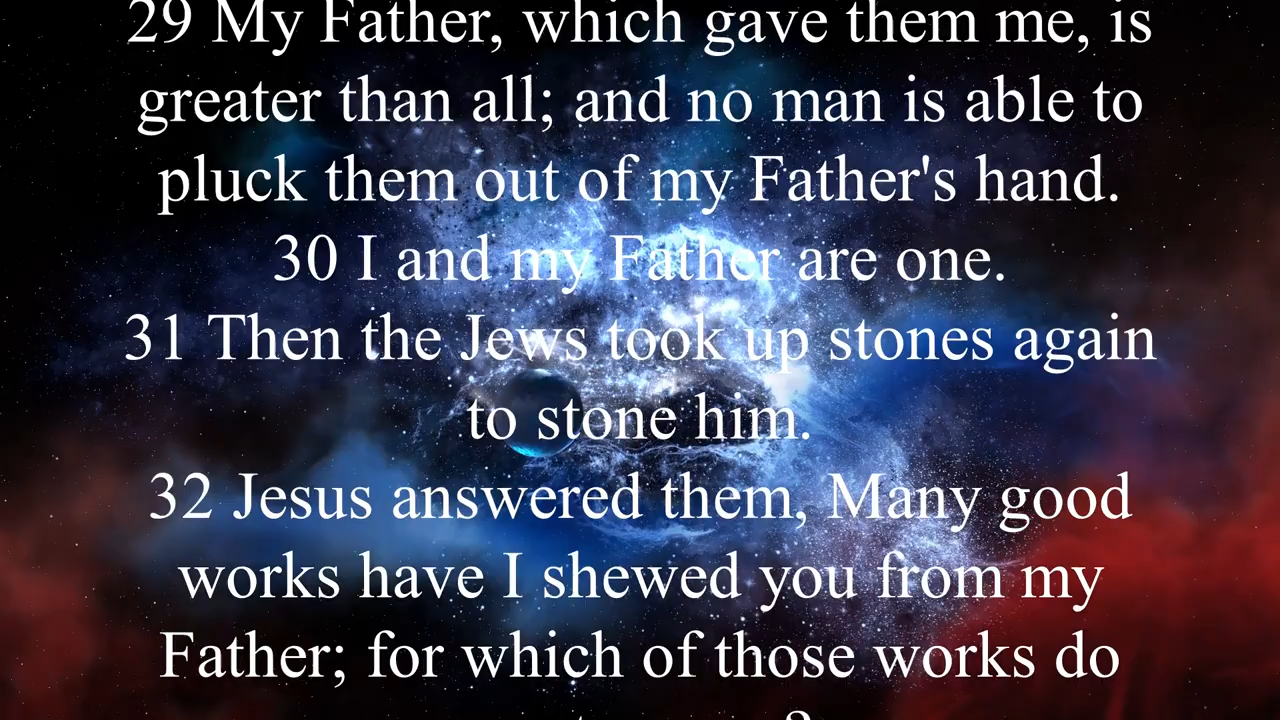 29 My Father, which gave them me, is
greater than all; and no man is able to
pluck them out of my Father's hand.
30 I and my Father are one.
31 Then the Jews took up stones again
to stone him.
32 Jesus answered them, Many good
works have I shewed you from my
Father; for which of those works do